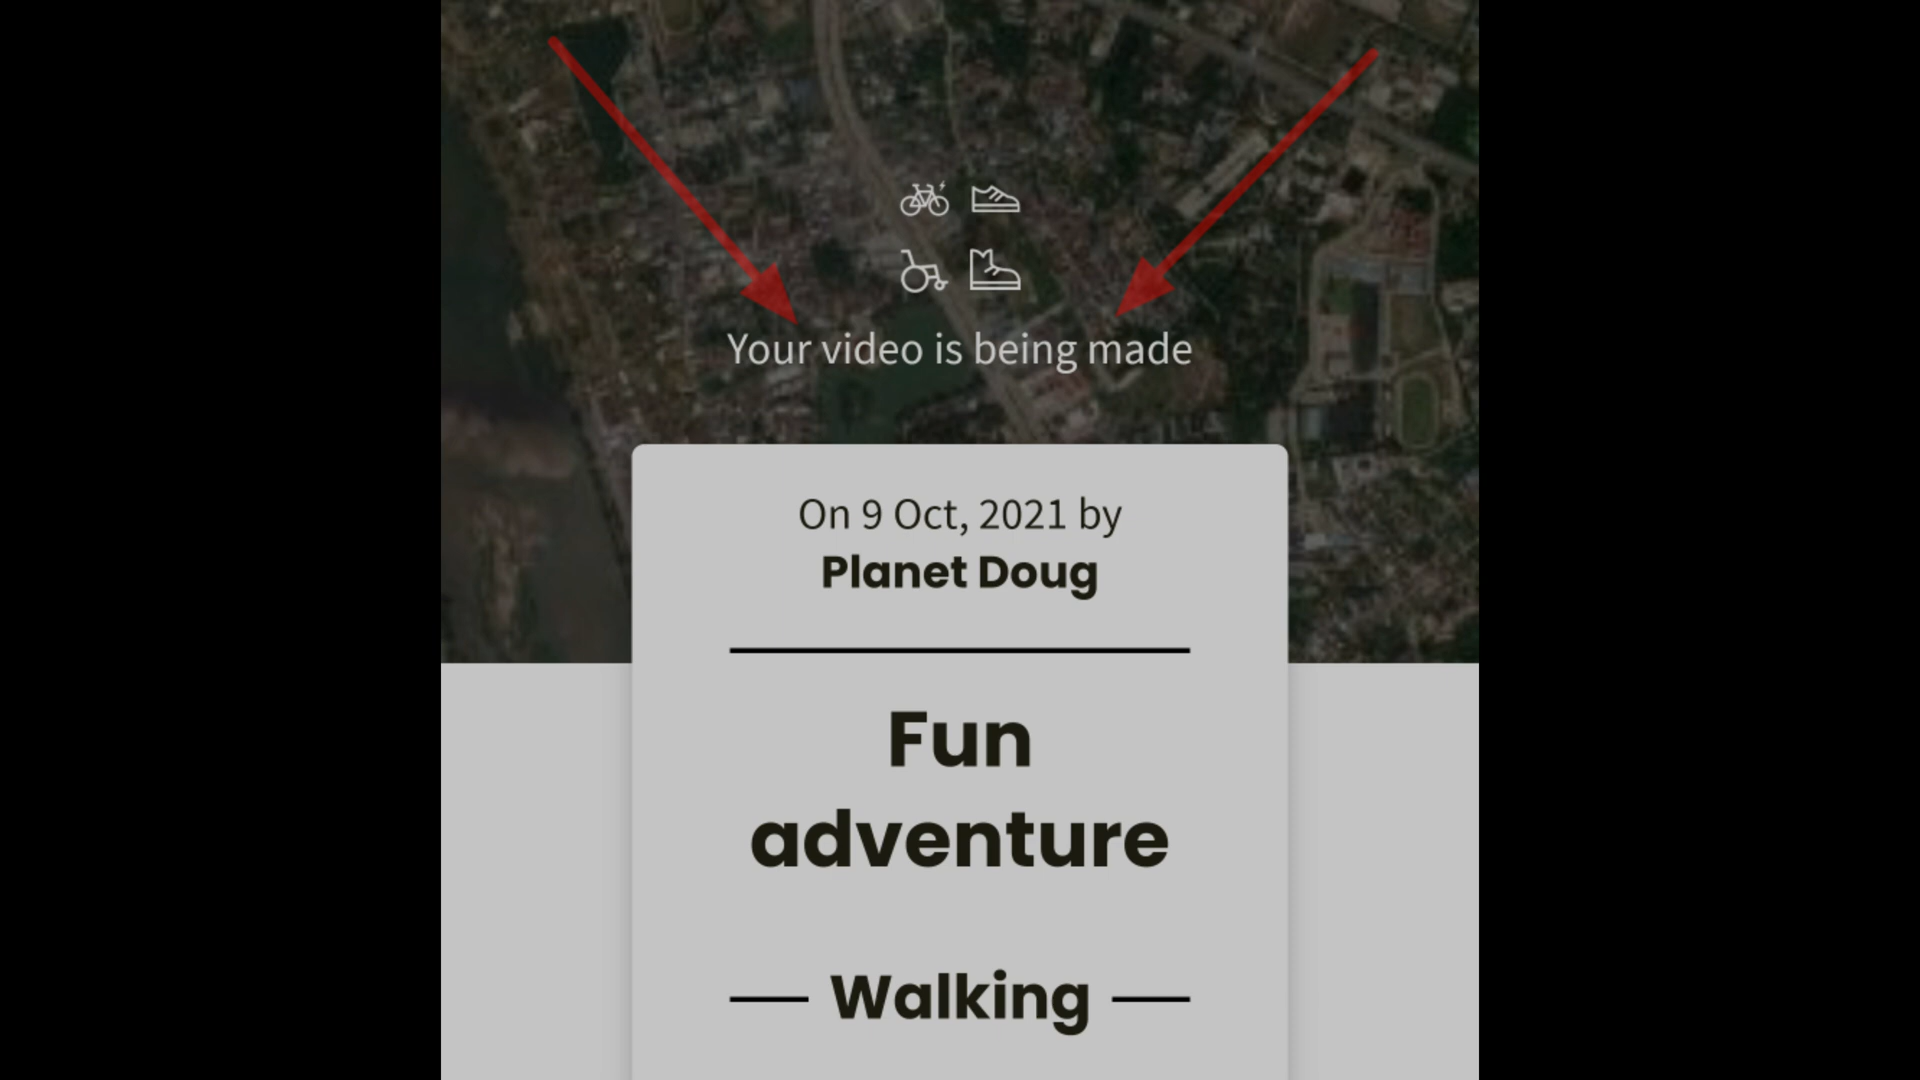 Your video is being made
On 9 Oct, 2021 by
Planet Doug
Fun
adventure
Walking